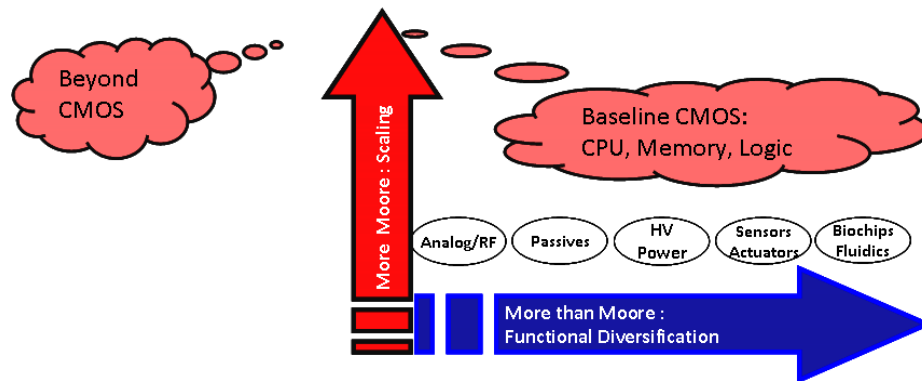 Beyond
CMOS
Baseline CMOS:
CPU, Memory, Logic
More Moore : Scaling
Analog/RF
Passives
HV
Power
Sensors
Actuators
Biochips
Fluidics
More than Moore :
Functional Diversification